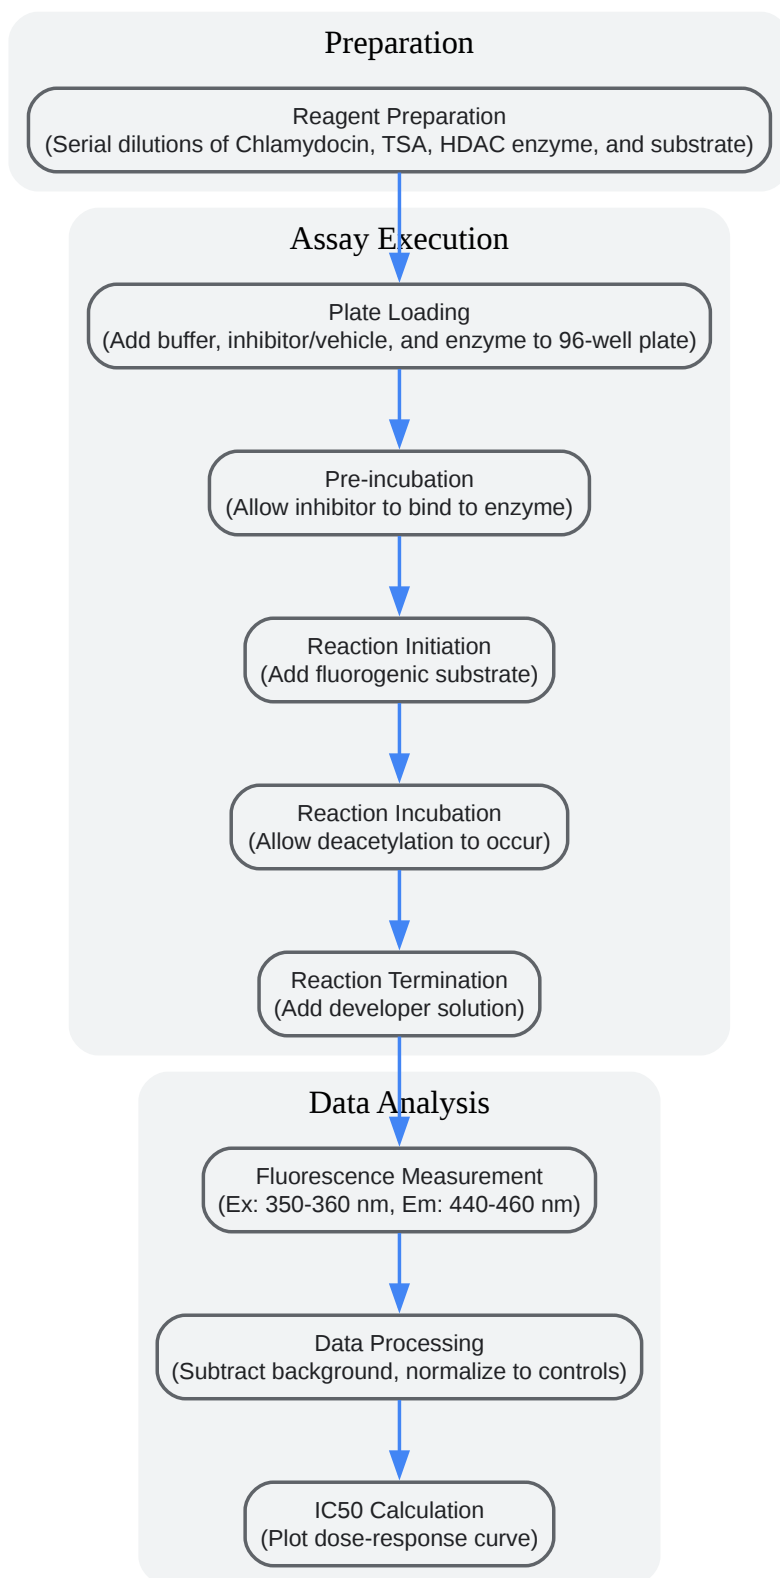 Preparation
Reagent Preparation
(Serial dilutions of Chlamydocin, TSA, HDAC enzyme, and substrate)
Assay Execution
Plate Loading
(Add buffer, inhibitor/vehicle, and enzyme to 96-well plate)
Pre-incubation
(Allow inhibitor to bind to enzyme)
Reaction Initiation
(Add fluorogenic substrate)
Reaction Incubation
(Allow deacetylation to occur)
Reaction Termination
(Add developer solution)
Data Analysis
Fluorescence Measurement
(Ex: 350-360 nm, Em: 440-460 nm)
Data Processing
(Subtract background, normalize to controls)
IC50 Calculation
(Plot dose-response curve)